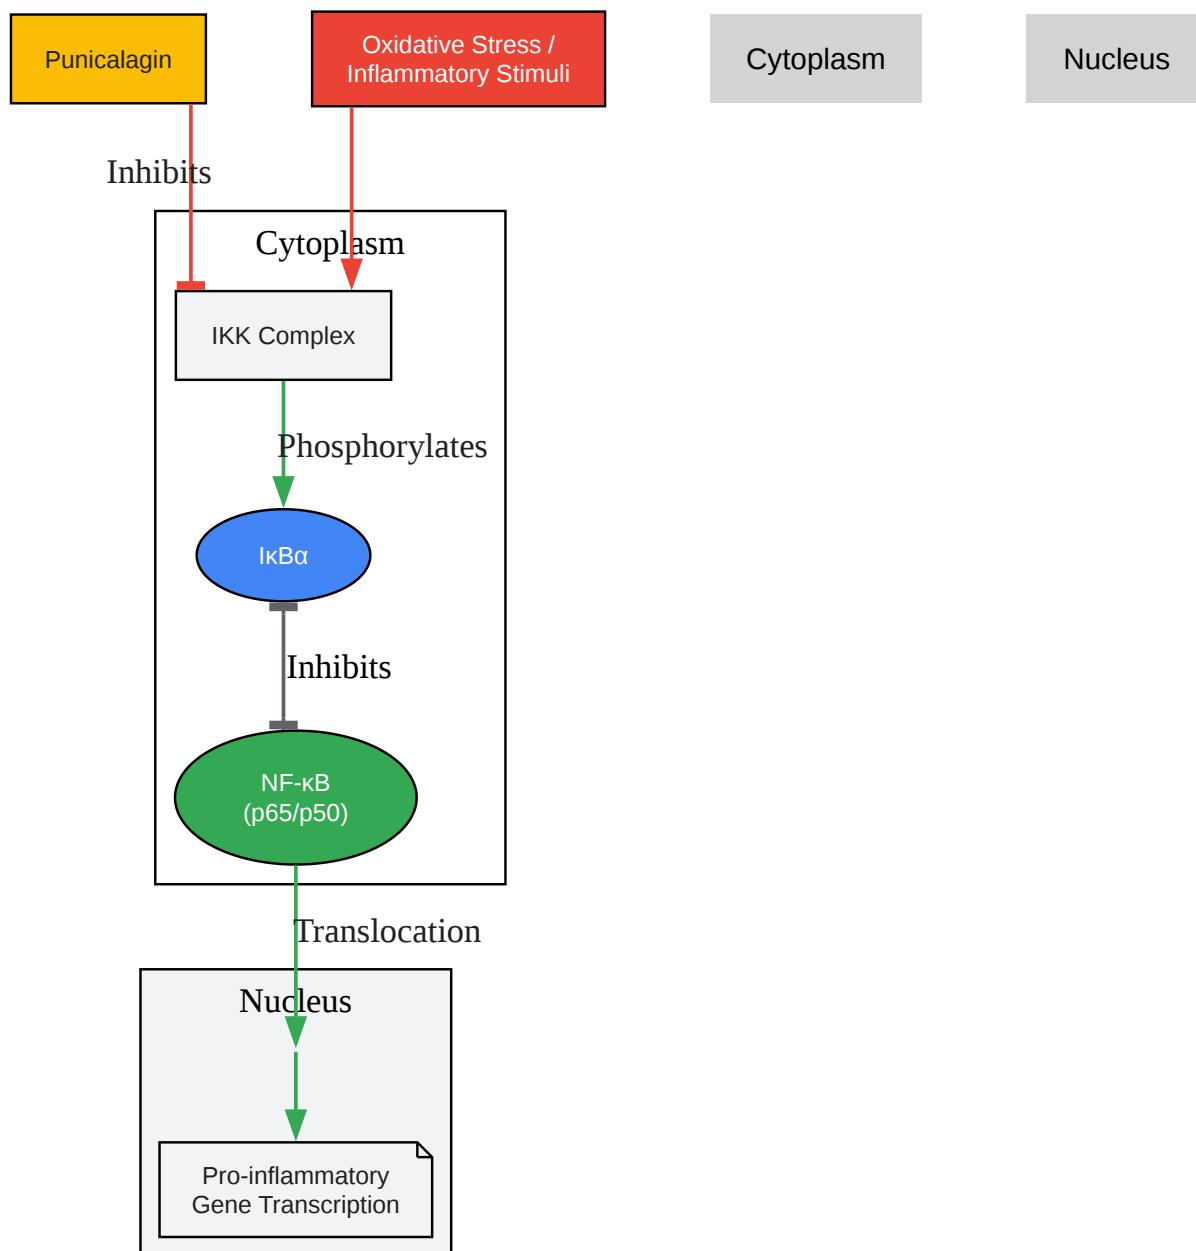 Punicalagin
Oxidative Stress /
Inflammatory Stimuli
Cytoplasm
Nucleus
Inhibits
Cytoplasm
IKK Complex
Phosphorylates
IκBα
Inhibits
NF-κB
(p65/p50)
Translocation
Nucleus
Pro-inflammatory
Gene Transcription